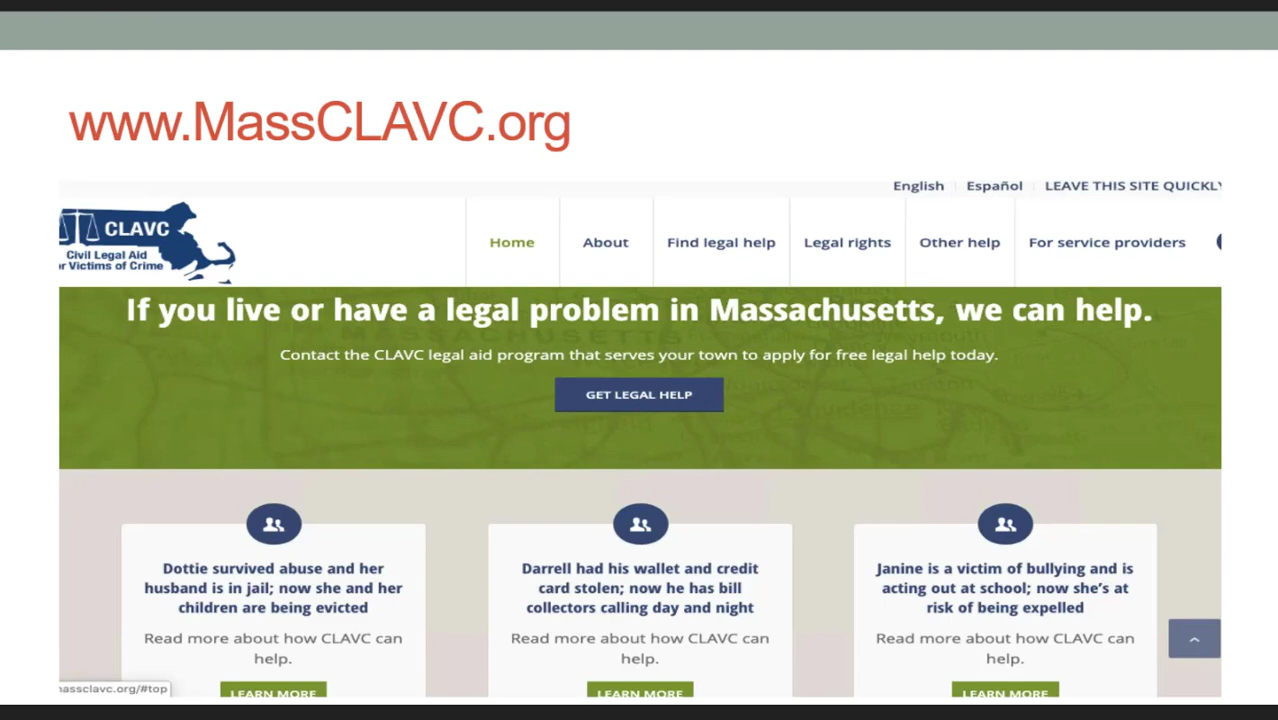 www.MassCLAVC.org
English Español LEAVE THIS SITE QUICKLY
CLAVC
Civil Legal Aid
or Victims of Crime
Home About Find legal help Legal rights Other help For service providers
If you live or have a legal problem in Massachusetts, we can help.
Contact the CLAVC legal aid program that serves your town to apply for free legal help today.
GET LEGAL HELP
Dottie survived abuse and her
husband is in jail; now she and her
children are being evicted
Read more about how CLAVC can
help.
LEARN MORE
Darrell had his wallet and credit
card stolen; now he has bill
collectors calling day and night
Read more about how CLAVC can
help.
LEARN MORE
Janine is a victim of bullying and is
acting out at school; now she’s at
risk of being expelled
Read more about how CLAVC can
help.
LEARN MORE
massclavc.org/#top